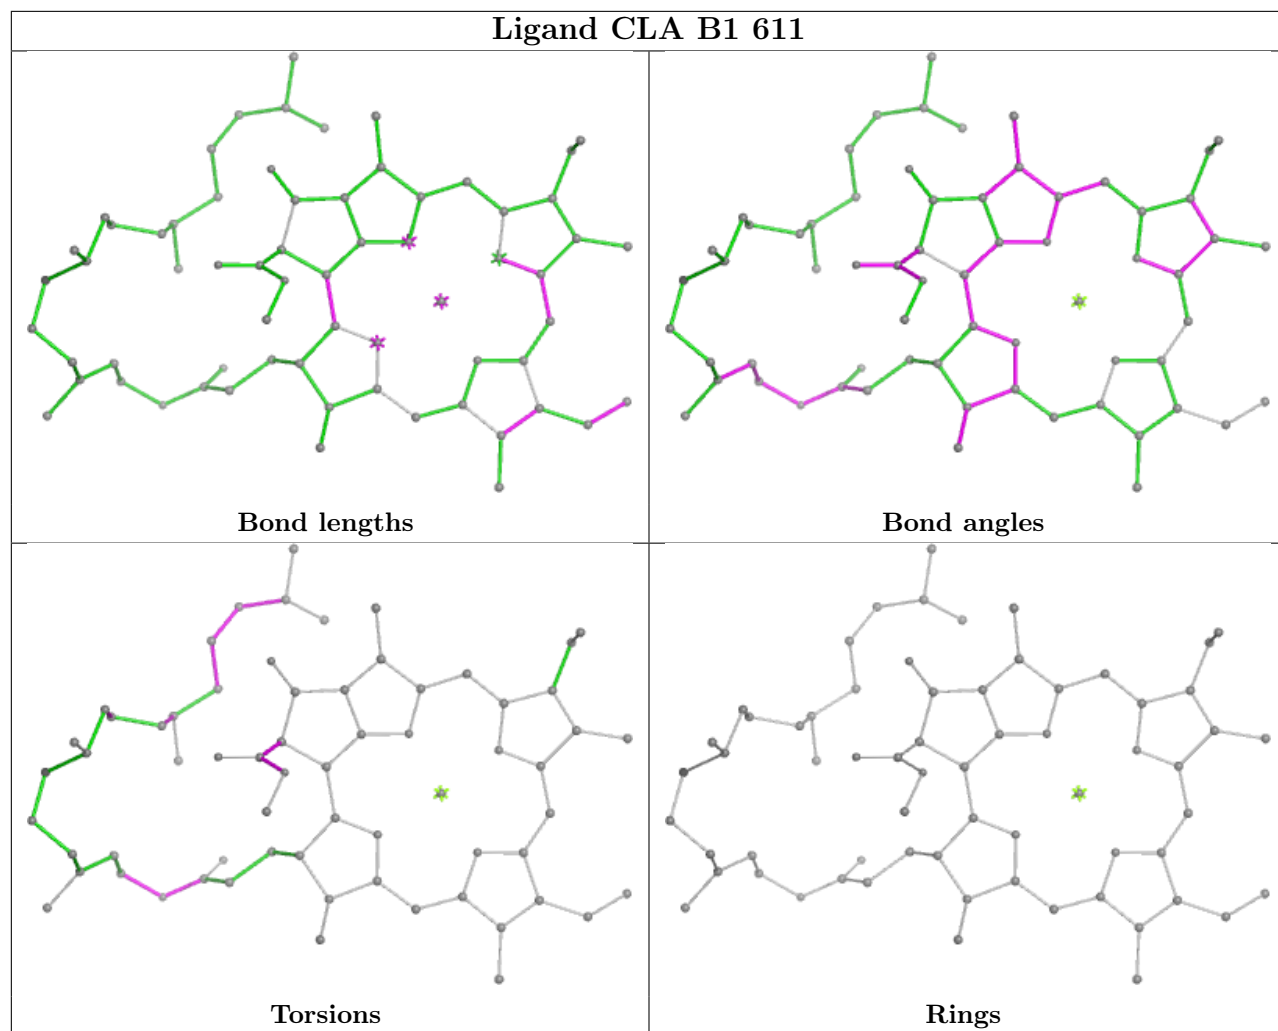 Ligand CLA B1 611
Bond lengths
Bond angles
Torsions
Rings